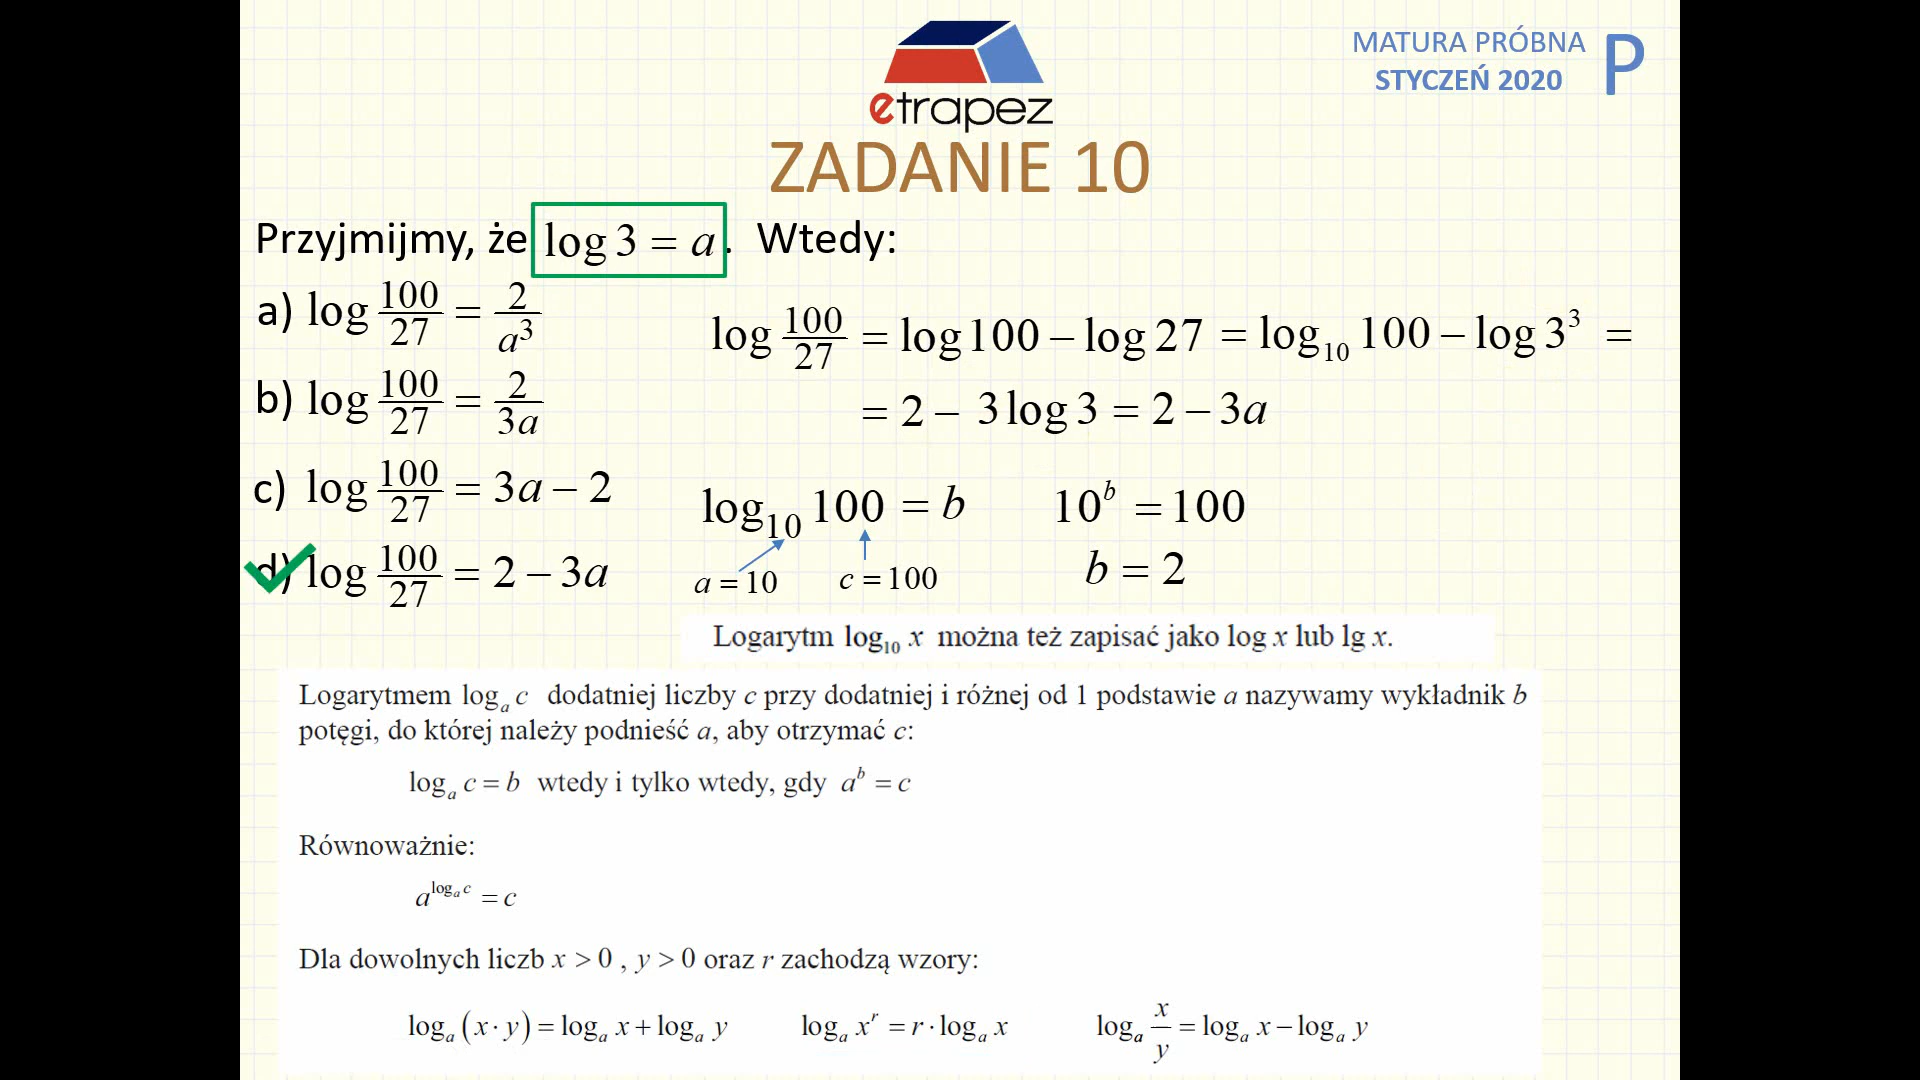 MATURA PRÓBNA
STYCZEŃ 2020
P
etrapez
ZADANIE 10
Przyjmijmy, że log 3 = a. Wtedy:
a) log 100/27 = 2/a³
b) log 100/27 = 2/3a
c) log 100/27 = 3a − 2
d) log 100/27 = 2 − 3a
log 100/27 = log 100 − log 27 = log₁₀ 100 − log 3³ =
= 2 − 3 log 3 = 2 − 3a
log₁₀ 100 = b 10ᵇ = 100
a = 10 c = 100 b = 2
Logarytm log₁₀ x można też zapisać jako log x lub lg x.
Logarytmem logₐ c dodatniej liczby c przy dodatniej i różnej od 1 podstawie a nazywamy wykładnik b
potęgi, do której należy podnieść a, aby otrzymać c:
logₐ c = b wtedy i tylko wtedy, gdy aᵇ = c
Równoważnie:
a^(logₐ c) = c
Dla dowolnych liczb x > 0 , y > 0 oraz r zachodzą wzory:
logₐ (x · y) = logₐ x + logₐ y logₐ xʳ = r · logₐ x logₐ x/y = logₐ x − logₐ y